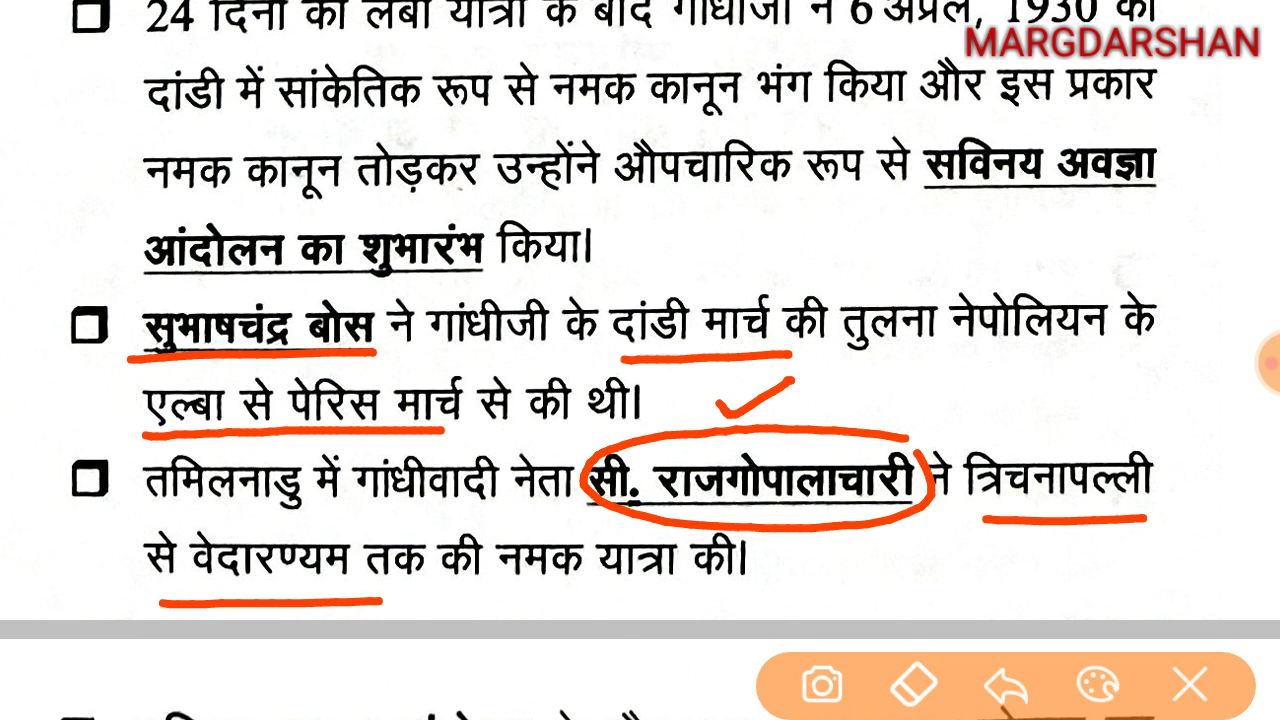 24 दिनों की लंबी यात्रा के बाद गांधीजी ने 6 अप्रैल, 1930 को
MARGDARSHAN
दांडी में सांकेतिक रूप से नमक कानून भंग किया और इस प्रकार
नमक कानून तोड़कर उन्होंने औपचारिक रूप से सविनय अवज्ञा
आंदोलन का शुभारंभ किया।
सुभाषचंद्र बोस ने गांधीजी के दांडी मार्च की तुलना नेपोलियन के
एल्बा से पेरिस मार्च से की थी।
तमिलनाडु में गांधीवादी नेता सी. राजगोपालाचारी ने त्रिचनापल्ली
से वेदारण्यम तक की नमक यात्रा की।